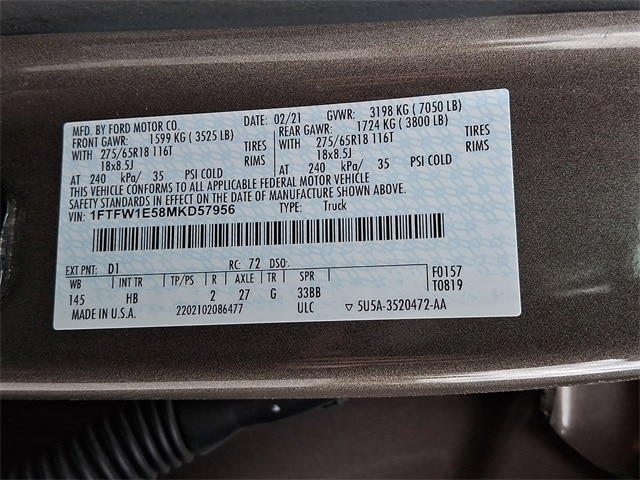 MFD. BY FORD MOTOR CO. DATE: 02/21 GVWR: 3198 KG ( 7050 LB)
FRONT GAWR: 1599 KG ( 3525 LB) REAR GAWR: 1724 KG ( 3800 LB)
WITH 275/65R18 116T TIRES WITH 275/65R18 116T TIRES
18x8.5J RIMS 18x8.5J RIMS
AT 240 kPa/ 35 PSI COLD AT 240 kPa/ 35 PSI COLD
THIS VEHICLE CONFORMS TO ALL APPLICABLE FEDERAL MOTOR VEHICLE
SAFETY STANDARDS IN EFFECT ON THE DATE OF MANUFACTURE SHOWN ABOVE.
VIN: 1FTFW1E58MKD57956 TYPE: Truck
EXT PNT: D1 RC: 72 DSO: F0157
WB INT TR TP/PS R AXLE TR SPR T0819
145 HB 2 27 G 33BB
MADE IN U.S.A. 2202102086477 ULC ▽ 5U5A-3520472-AA